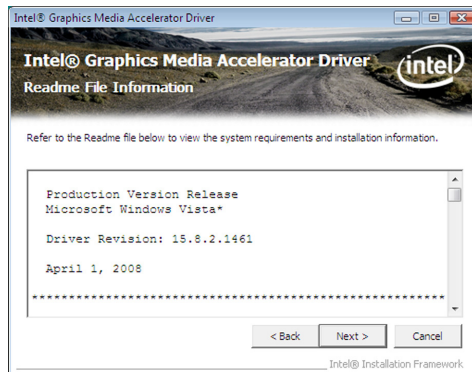 Intel® Graphics Media Accelerator Driver
Intel® Graphics Media Accelerator Driver
Readme File Information
intel
Refer to the Readme file below to view the system requirements and installation information.
Production Version Release
Microsoft Windows Vista*
Driver Revision: 15.8.2.1461
April 1, 2008
*******************************************************
< Back
Next >
Cancel
Intel® Installation Framework